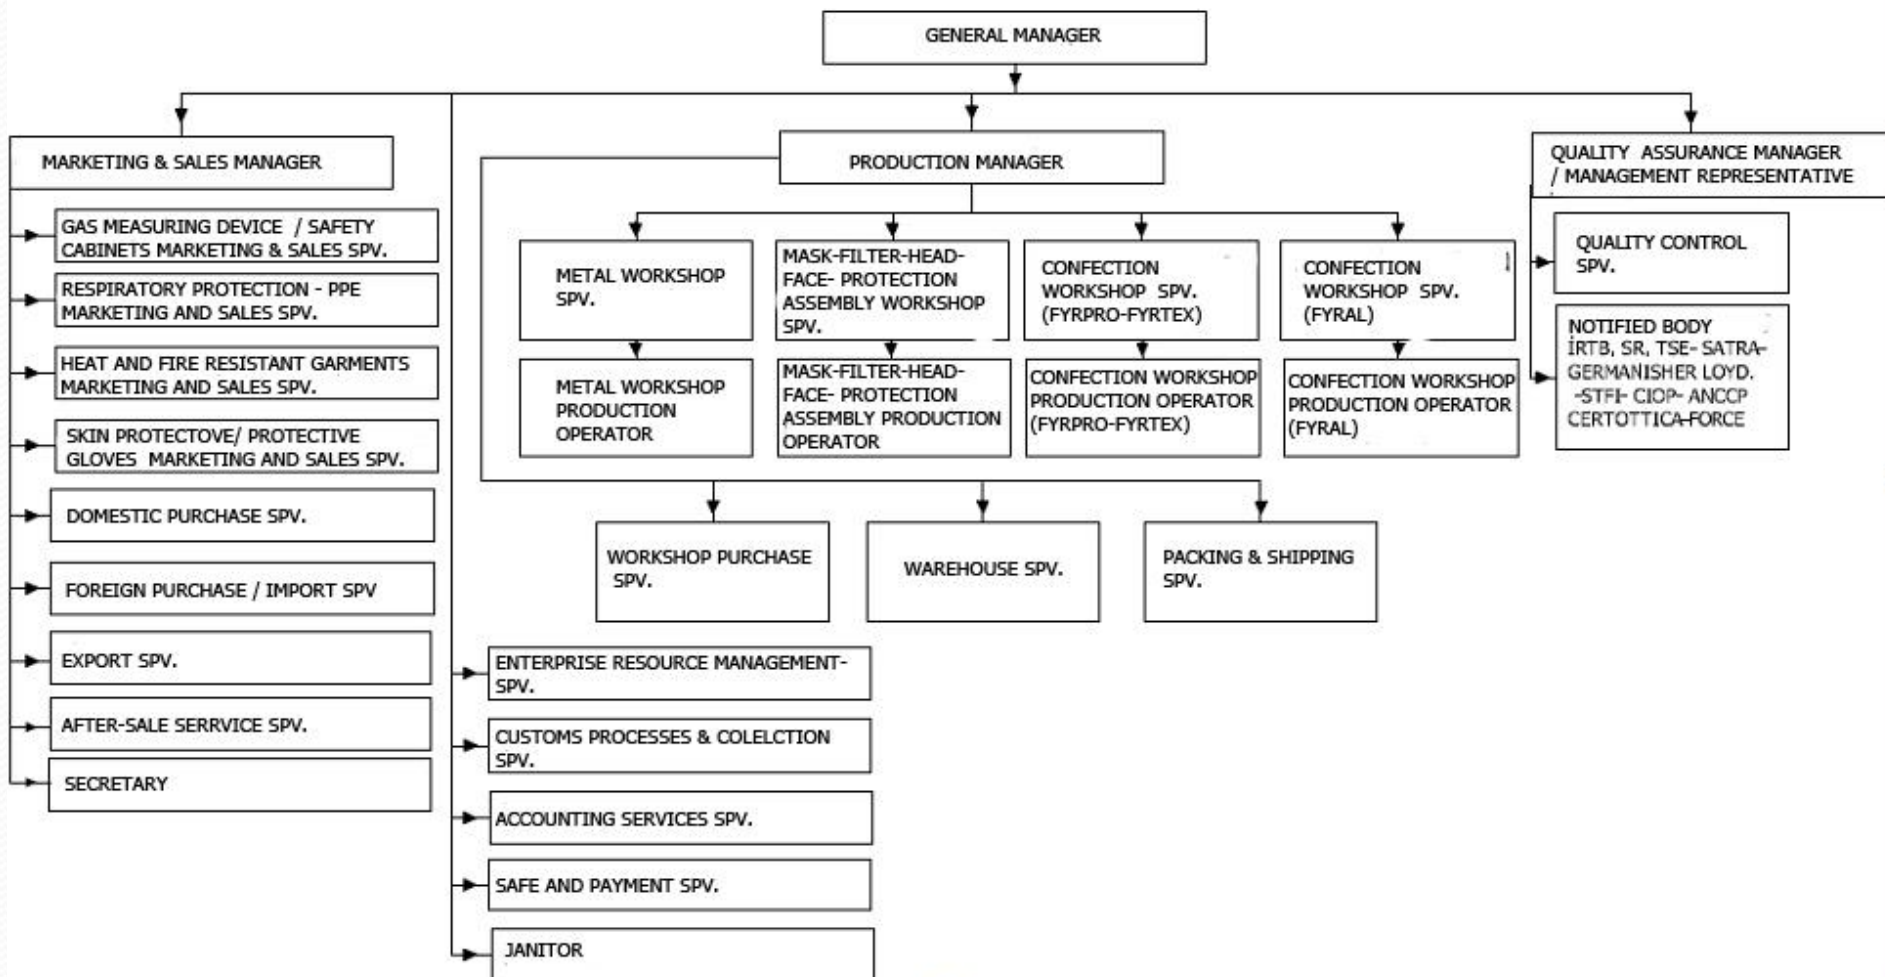 GENERAL MANAGER
MARKETING & SALES MANAGER
GAS MEASURING DEVICE / SAFETY
CABINETS MARKETING & SALES SPV.
RESPIRATORY PROTECTION - PPE
MARKETING AND SALES SPV.
HEAT AND FIRE RESISTANT GARMENTS
MARKETING AND SALES SPV.
SKIN PROTECTOVE/ PROTECTIVE
GLOVES MARKETING AND SALES SPV.
DOMESTIC PURCHASE SPV.
FOREIGN PURCHASE / IMPORT SPV
EXPORT SPV.
AFTER-SALE SERRVICE SPV.
SECRETARY
PRODUCTION MANAGER
METAL WORKSHOP
SPV.
METAL WORKSHOP
PRODUCTION
OPERATOR
MASK-FILTER-HEAD-
FACE- PROTECTION
ASSEMBLY WORKSHOP
SPV.
MASK-FILTER-HEAD-
FACE- PROTECTION
ASSEMBLY PRODUCTION
OPERATOR
CONFECTION
WORKSHOP SPV.
(FYRPRO-FYRTEX)
CONFECTION WORKSHOP
PRODUCTION OPERATOR
(FYRPRO-FYRTEX)
CONFECTION
WORKSHOP SPV.
(FYRAL)
CONFECTION WORKSHOP
PRODUCTION OPERATOR
(FYRAL)
WORKSHOP PURCHASE
SPV.
WAREHOUSE SPV.
PACKING & SHIPPING
SPV.
ENTERPRISE RESOURCE MANAGEMENT-
SPV.
CUSTOMS PROCESSES & COLELCTION
SPV.
ACCOUNTING SERVICES SPV.
SAFE AND PAYMENT SPV.
JANITOR
QUALITY ASSURANCE MANAGER
/ MANAGEMENT REPRESENTATIVE
QUALITY CONTROL
SPV.
NOTIFIED BODY
İRTB, SR, TSE- SATRA-
GERMANISHER LOYD.
-STFI- CIOP- ANCCP
CERTOTTICA-FORCE